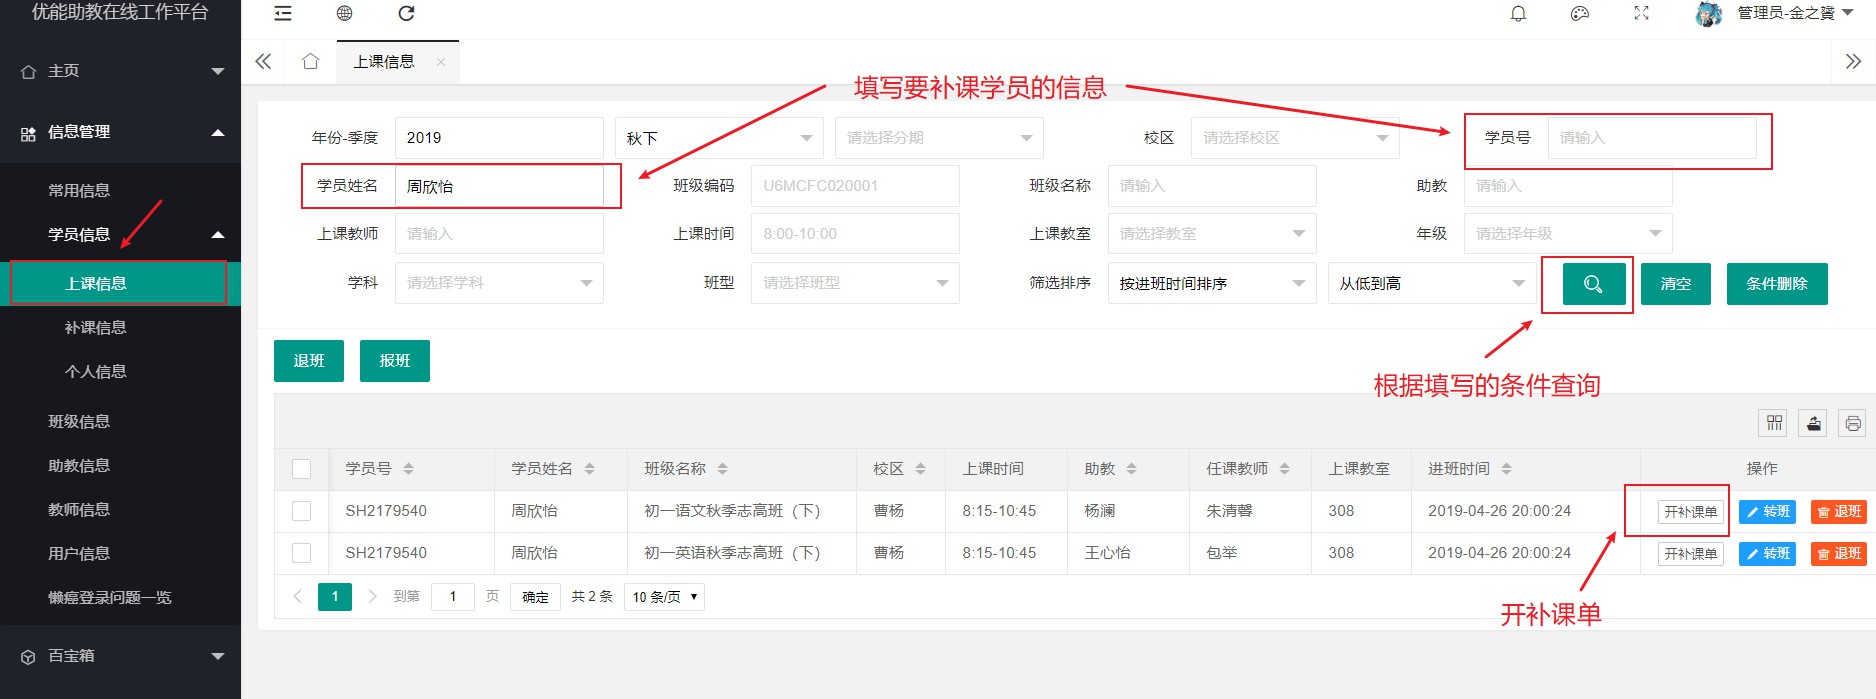 优能助教在线工作平台
管理员-金之赟
主页
信息管理
常用信息
学员信息
上课信息
补课信息
个人信息
班级信息
助教信息
教师信息
用户信息
懒癌登录问题一览
百宝箱
上课信息
填写要补课学员的信息
年份-季度 2019 秋下 请选择分期 校区 请选择校区 学员号 请输入
学员姓名 周欣怡 班级编码 U6MCFC020001 班级名称 请输入 助教 请输入
上课教师 请输入 上课时间 8:00-10:00 上课教室 请选择教室 年级 请选择年级
学科 请选择学科 班型 请选择班型 筛选排序 按进班时间排序 从低到高 清空 条件删除
退班 报班
根据填写的条件查询
学员号 学员姓名 班级名称 校区 上课时间 助教 任课教师 上课教室 进班时间 操作
SH2179540 周欣怡 初一语文秋季志高班（下） 曹杨 8:15-10:45 杨澜 朱清馨 308 2019-04-26 20:00:24 开补课单 转班 退班
SH2179540 周欣怡 初一英语秋季志高班（下） 曹杨 8:15-10:45 王心怡 包举 308 2019-04-26 20:00:24 开补课单 转班 退班
1 到第 1 页 确定 共 2 条 10 条/页
开补课单